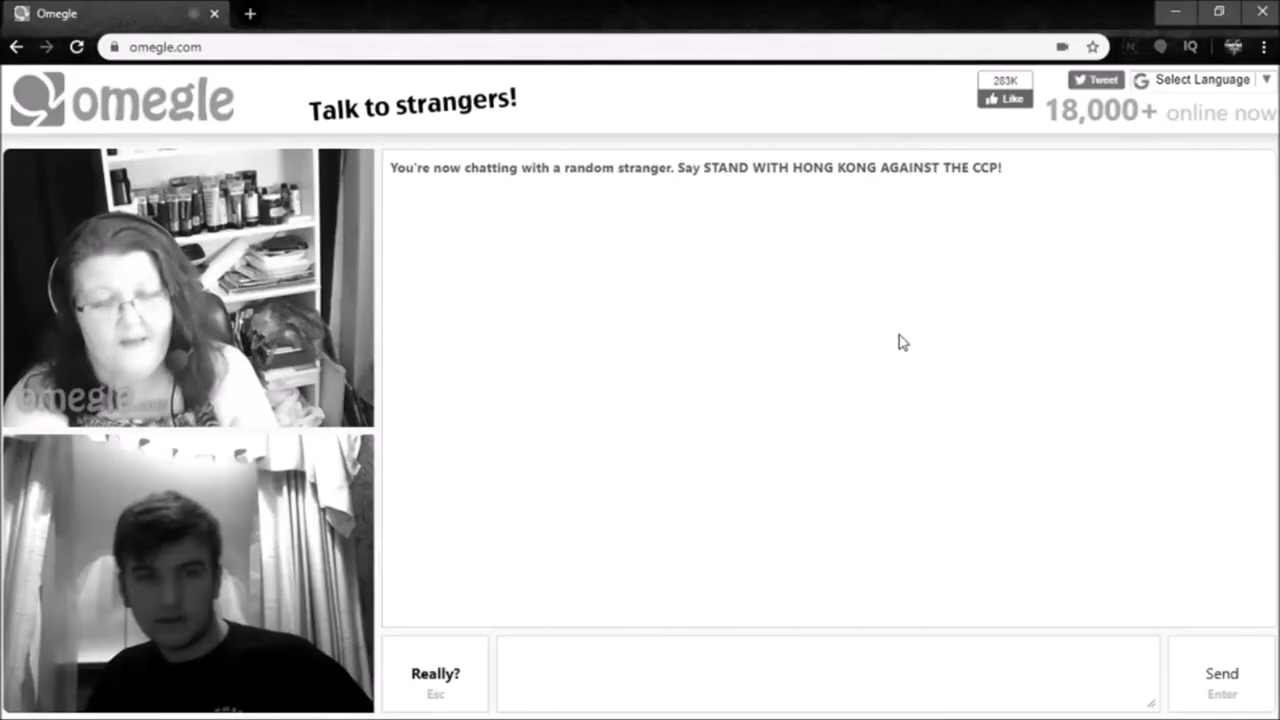 Omegle
omegle.com
IQ
omegle
Talk to strangers!
283K
Like
Tweet
Select Language
18,000+ online now
You're now chatting with a random stranger. Say STAND WITH HONG KONG AGAINST THE CCP!
omegle.com
Really?
Esc
Send
Enter